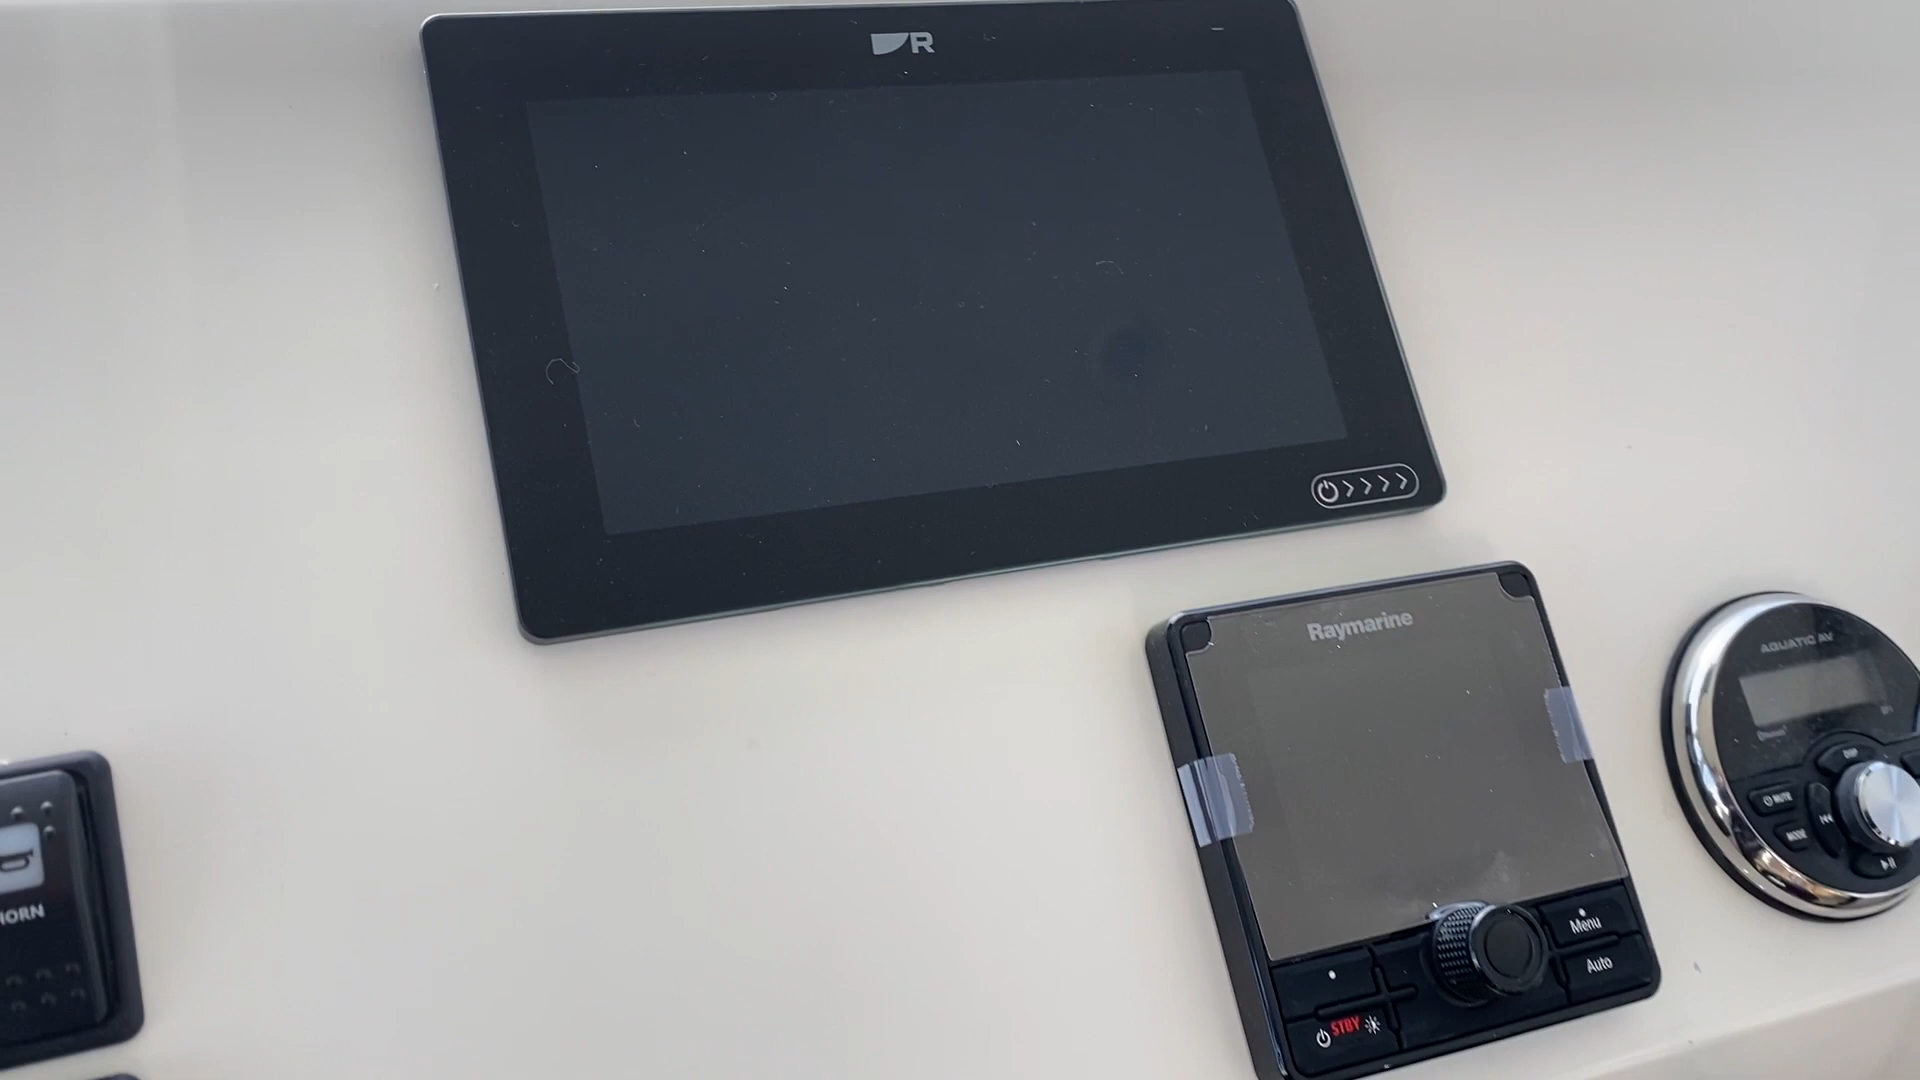 R
Raymarine
AQUATIC AV
MUTE
MODE
HORN
Menu
Auto
STBY